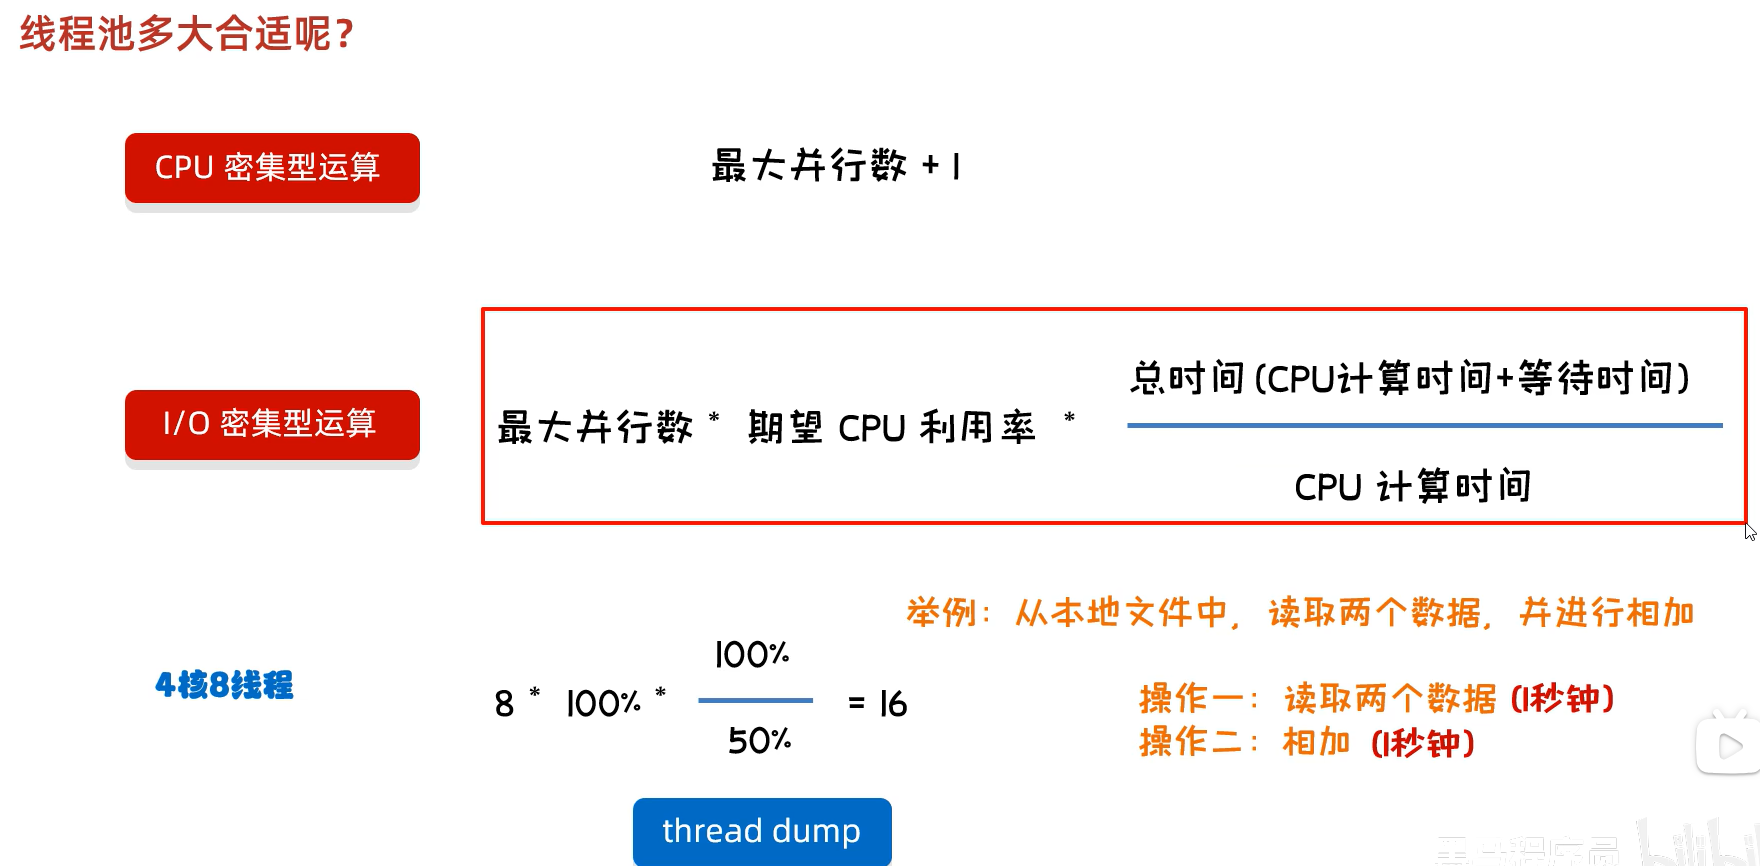 线程池多大合适呢？
CPU 密集型运算
最大并行数 + 1
I/O 密集型运算
最大并行数 * 期望 CPU 利用率 *
总时间(CPU计算时间+等待时间)
CPU 计算时间
举例：从本地文件中，读取两个数据，并进行相加
4核8线程
8 * 100% *
100%
50%
= 16
操作一：读取两个数据 (1秒钟)
操作二：相加 (1秒钟)
thread dump
黑马程序员